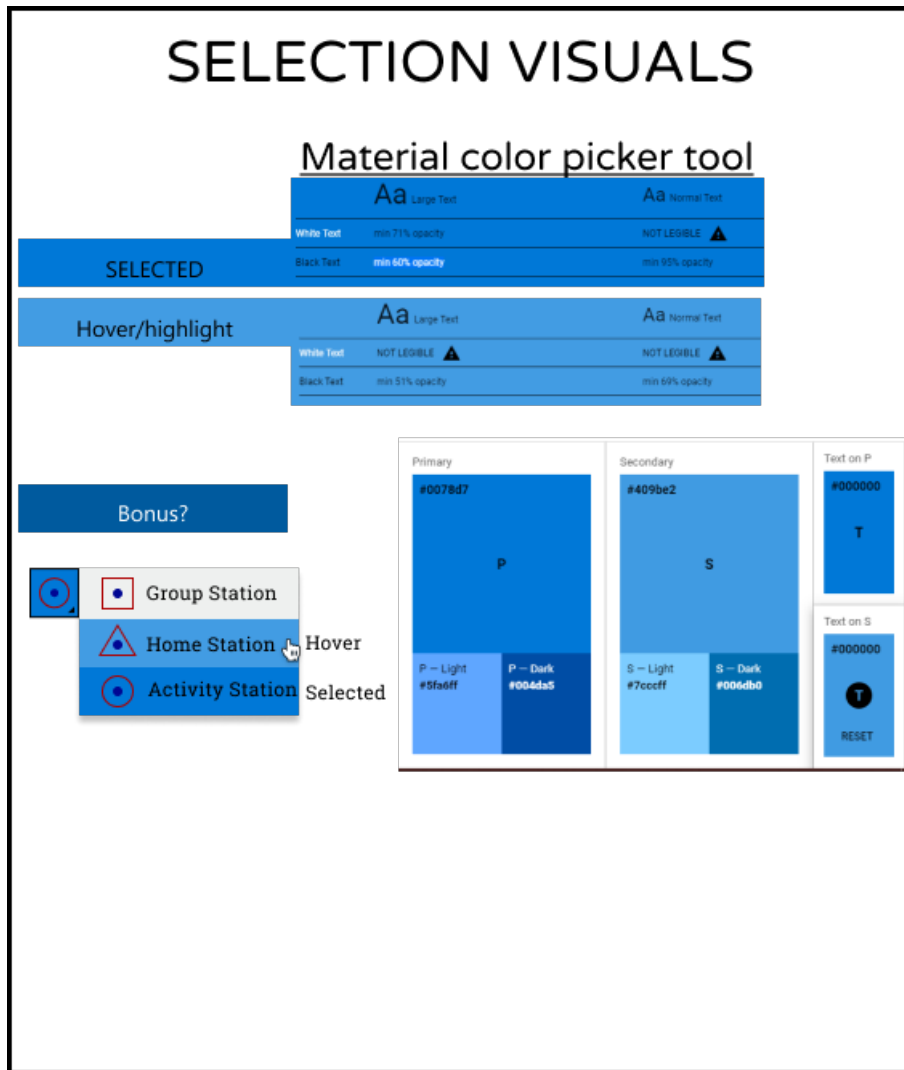 SELECTION VISUALS
Material color picker tool
Aa Large Text Aa Normal Text
White Text min 71% opacity NOT LEGIBLE
SELECTED Black Text min 60% opacity min 95% opacity
Hover/highlight Aa Large Text Aa Normal Text
White Text NOT LEGIBLE NOT LEGIBLE
Black Text min 51% opacity min 69% opacity
Primary Secondary Text on P
#0078d7 #409be2 #000000
Bonus?
P S T
Group Station
Text on S
Home Station Hover
#000000
P — Light P — Dark S — Light S — Dark
#5fa6ff #004da5 #7cccff #006db0
Activity Station Selected
T
RESET